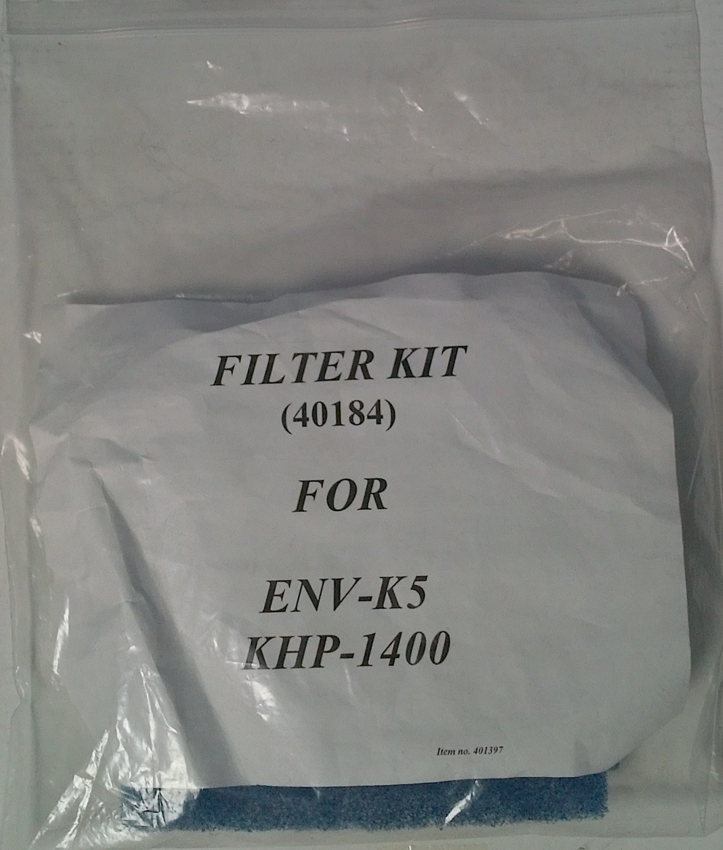 FILTER KIT
(40184)
FOR
ENV-K5
KHP-1400
Item no. 401397